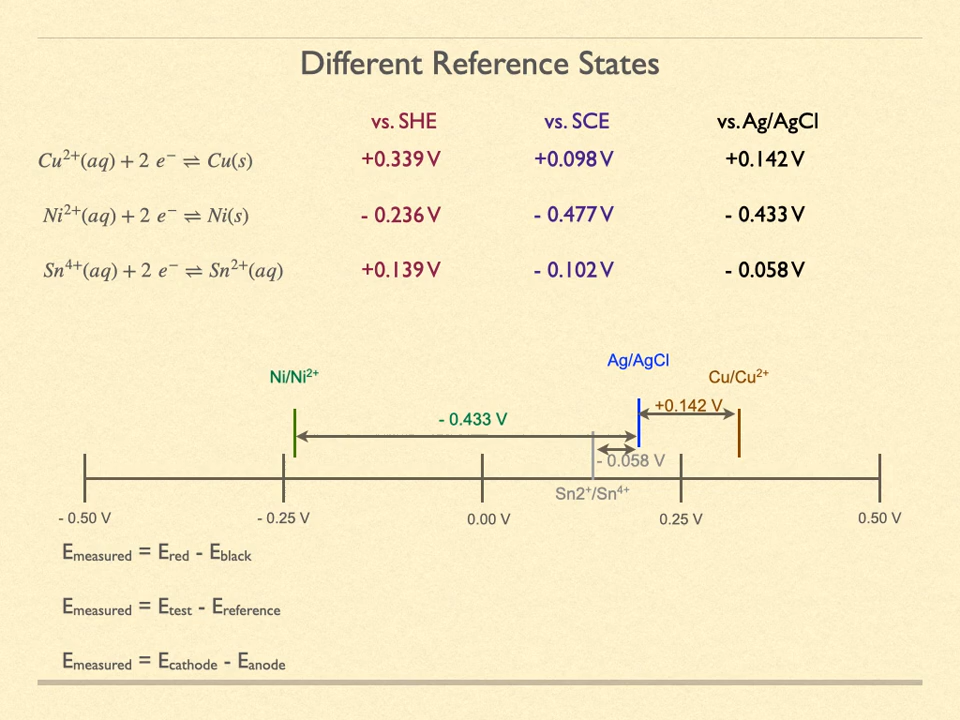 Different Reference States
vs. SHE vs. SCE vs. Ag/AgCl
Cu²⁺(aq) + 2 e⁻ ⇌ Cu(s) +0.339 V +0.098 V +0.142 V
Ni²⁺(aq) + 2 e⁻ ⇌ Ni(s) - 0.236 V - 0.477 V - 0.433 V
Sn⁴⁺(aq) + 2 e⁻ ⇌ Sn²⁺(aq) +0.139 V - 0.102 V - 0.058 V
Ag/AgCl
Ni/Ni²⁺ Cu/Cu²⁺
+0.142 V
- 0.433 V
- 0.058 V
Sn2⁺/Sn⁴⁺
- 0.50 V - 0.25 V 0.00 V 0.25 V 0.50 V
Emeasured = Ered - Eblack
Emeasured = Etest - Ereference
Emeasured = Ecathode - Eanode